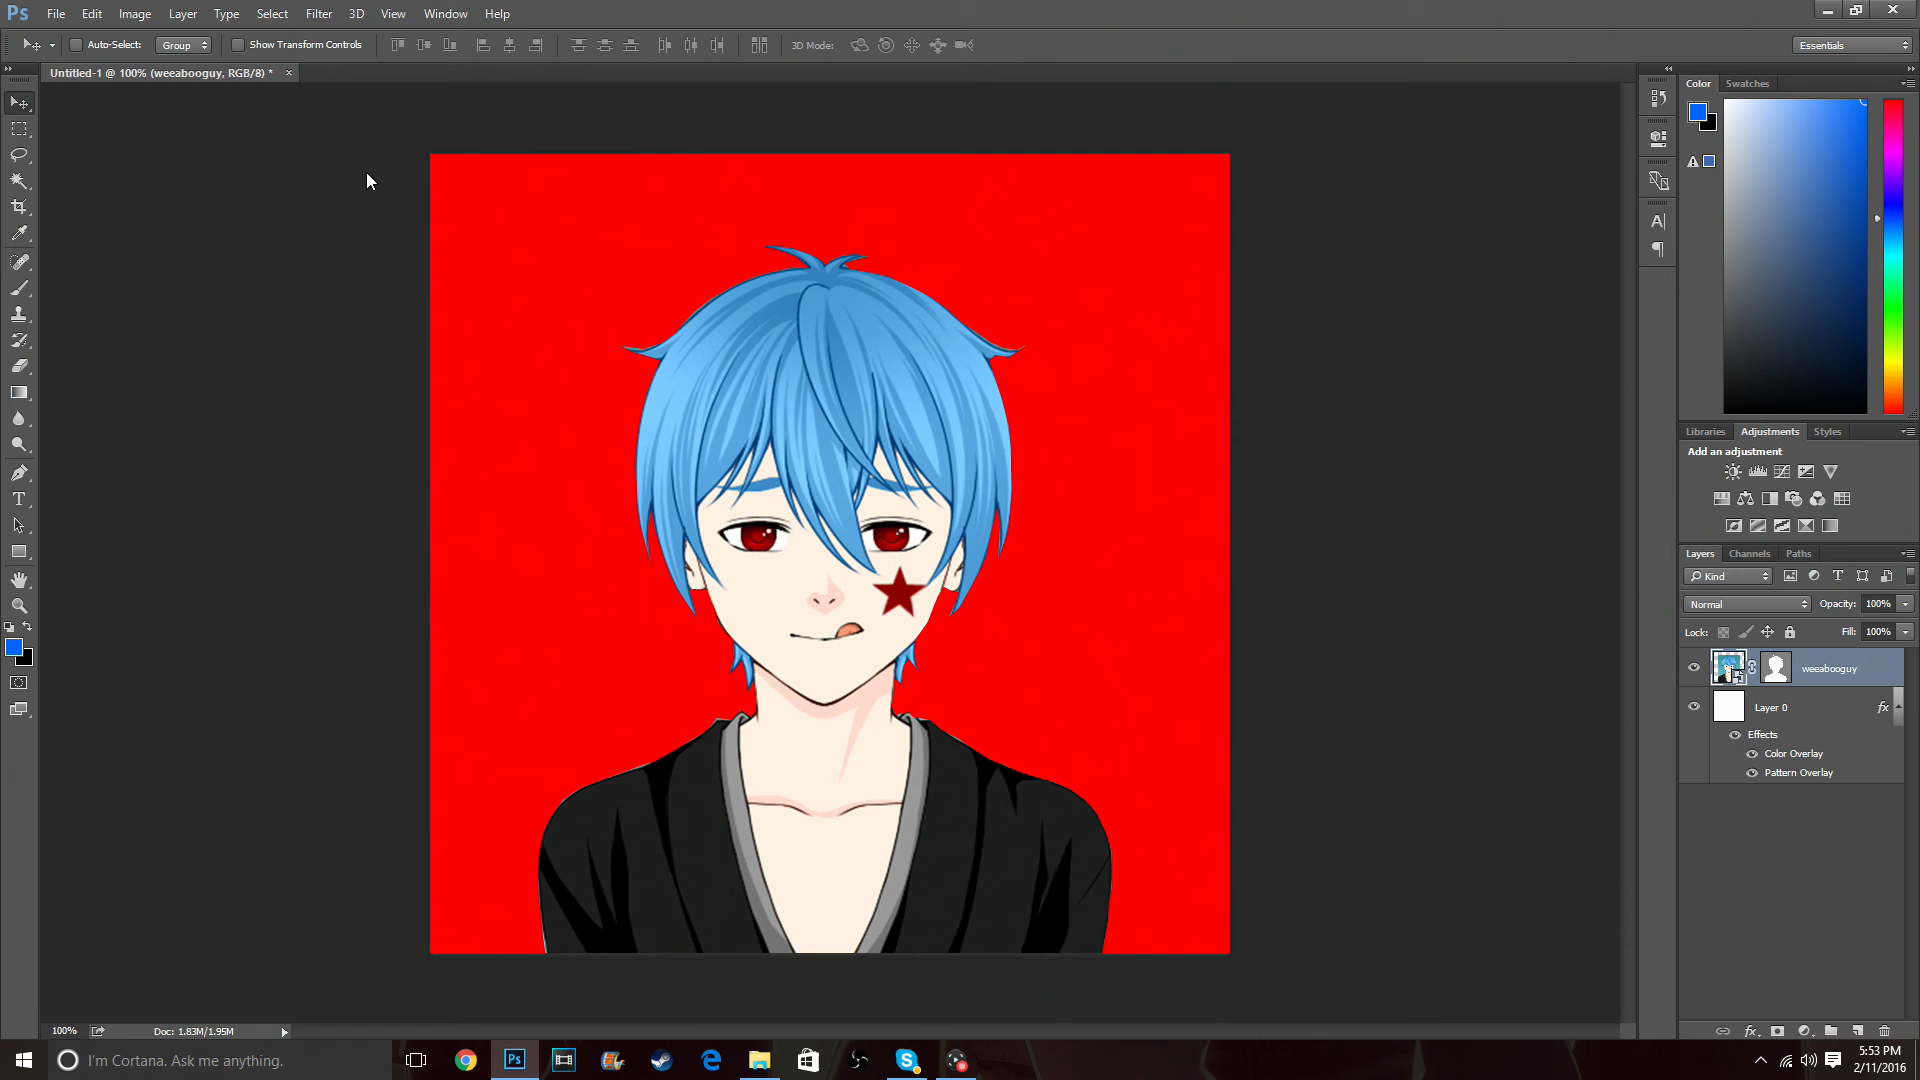 Ps File Edit Image Layer Type Select Filter 3D View Window Help
Auto-Select: Group Show Transform Controls 3D Mode: Essentials
Untitled-1 @ 100% (weeabooguy, RGB/8) * ×
Color Swatches
Libraries Adjustments Styles
Add an adjustment
Layers Channels Paths
Kind
Normal Opacity: 100%
Lock: Fill: 100%
weeabooguy
Layer 0 fx
Effects
Color Overlay
Pattern Overlay
100% Doc: 1.83M/1.95M
I'm Cortana. Ask me anything.
Ps
5:53 PM
2/11/2016